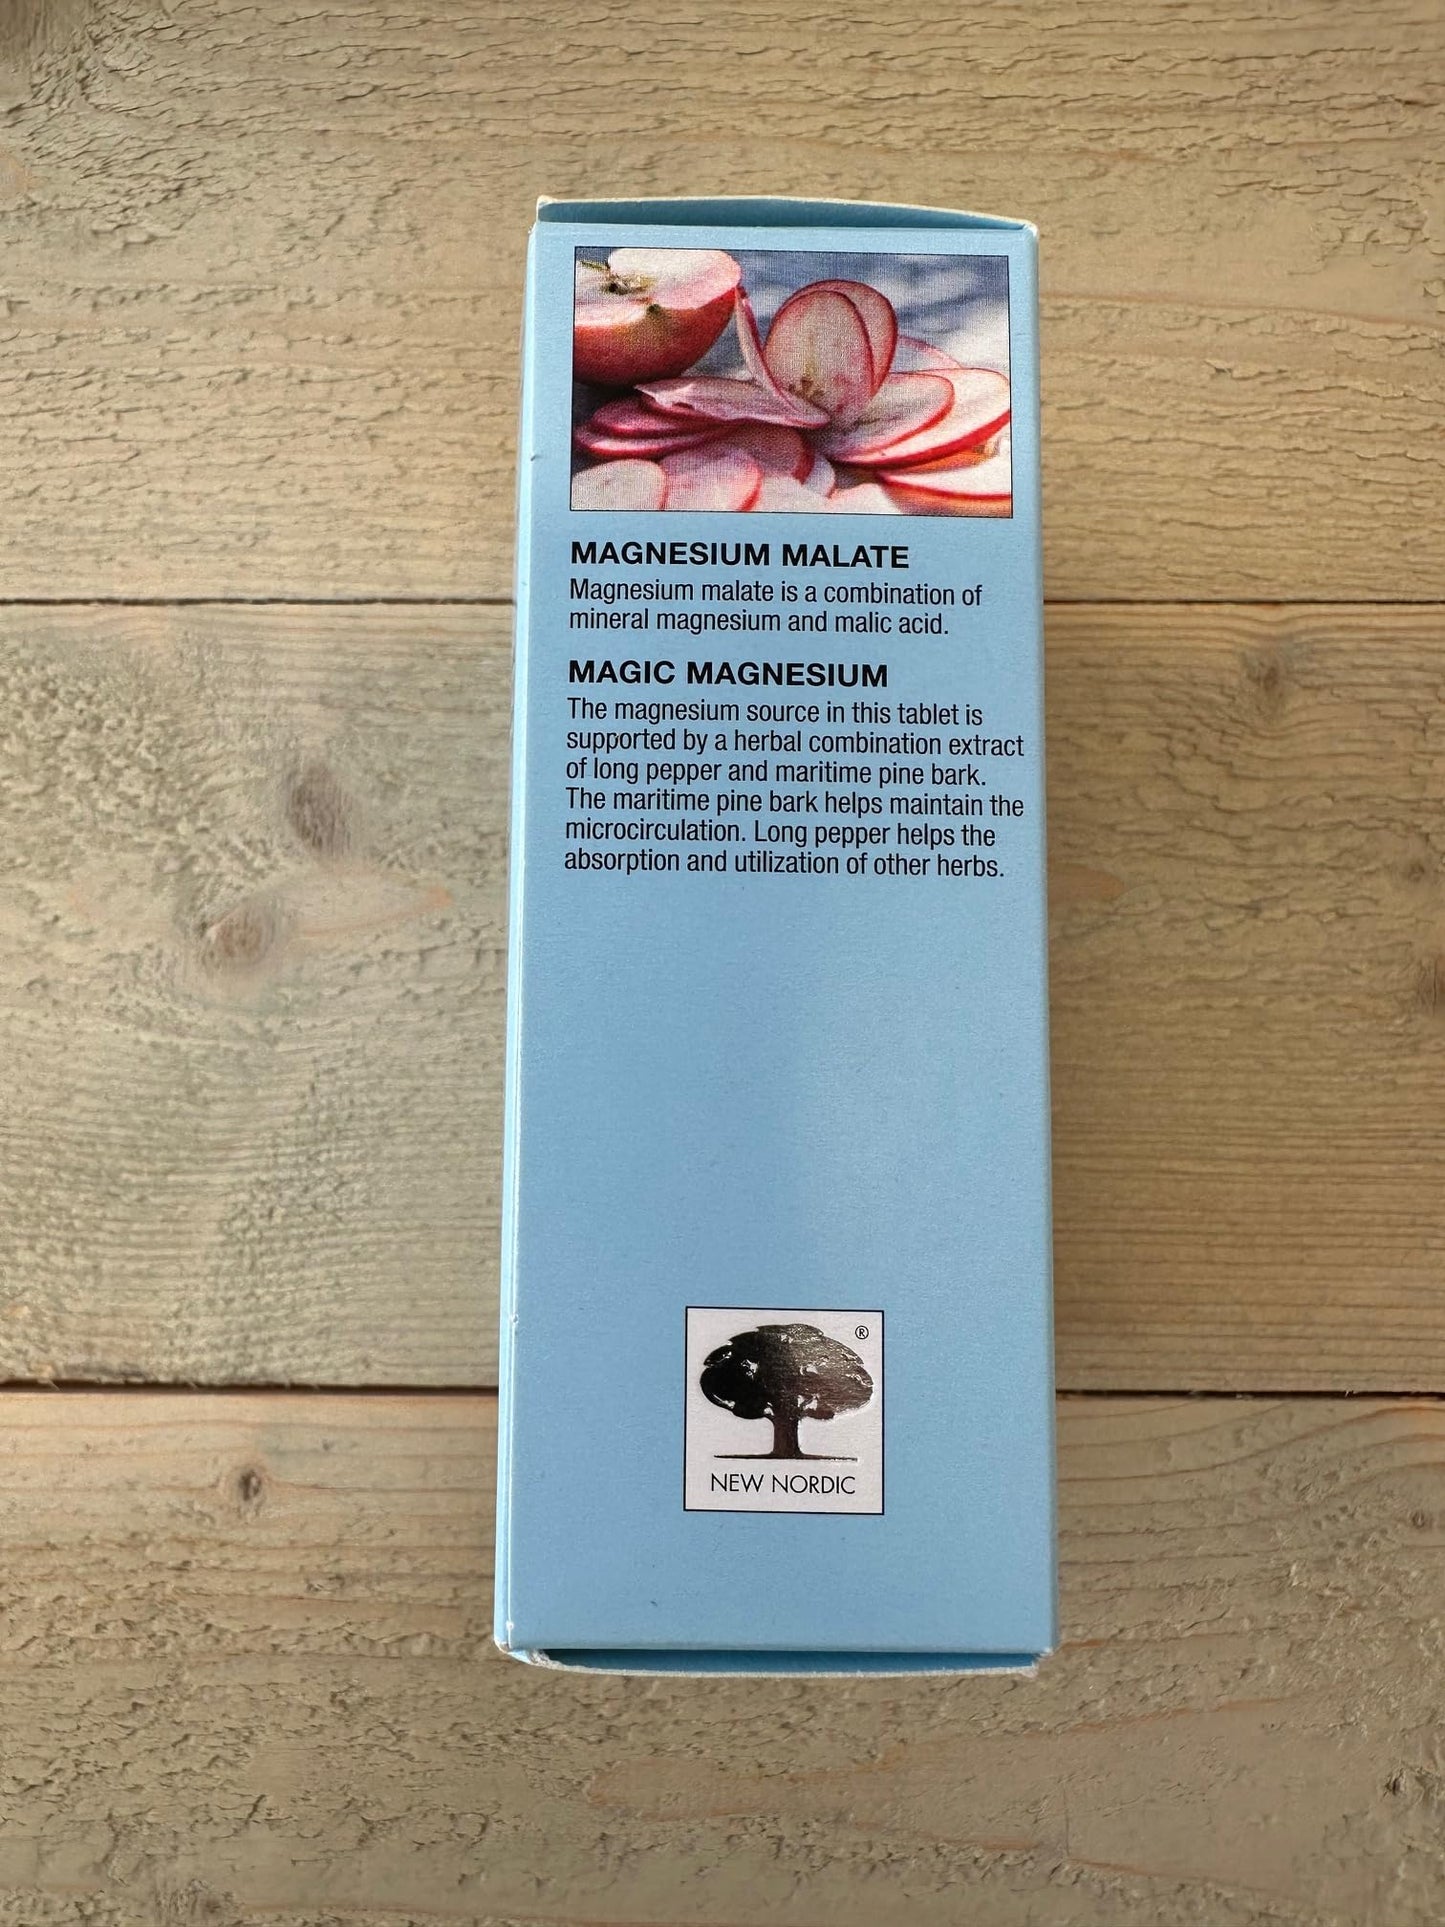 MAGNESIUM MALATE
Magnesium malate is a combination of
mineral magnesium and malic acid.
MAGIC MAGNESIUM
The magnesium source in this tablet is
supported by a herbal combination extract
of long pepper and maritime pine bark.
The maritime pine bark helps maintain the
microcirculation. Long pepper helps the
absorption and utilization of other herbs.
®
NEW NORDIC